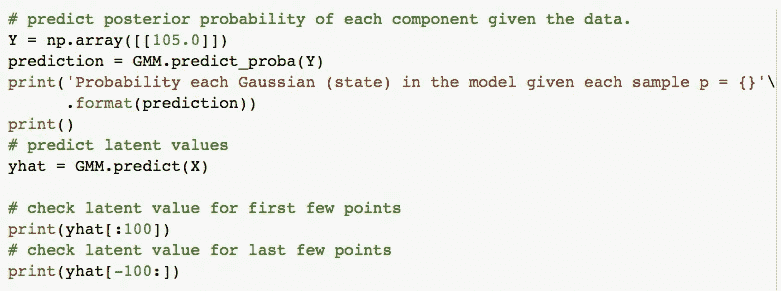 # predict posterior probability of each component given the data.
Y = np.array([[105.0]])
prediction = GMM.predict_proba(Y)
print('Probability each Gaussian (state) in the model given each sample p = {}'\
      .format(prediction))
print()
# predict latent values
yhat = GMM.predict(X)

# check latent value for first few points
print(yhat[:100])
# check latent value for last few points
print(yhat[-100:])